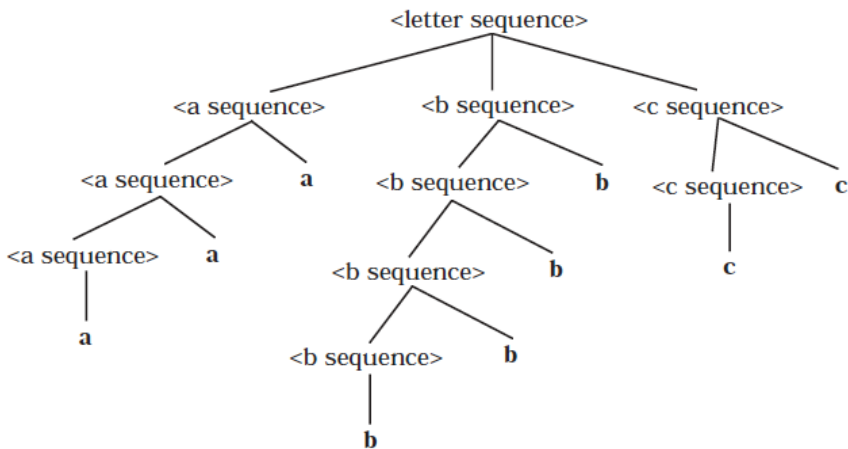 <letter sequence>
<a sequence> <b sequence> <c sequence>
<a sequence> a <b sequence> b <c sequence> c
<a sequence> a <b sequence> b c
a <b sequence> b
b